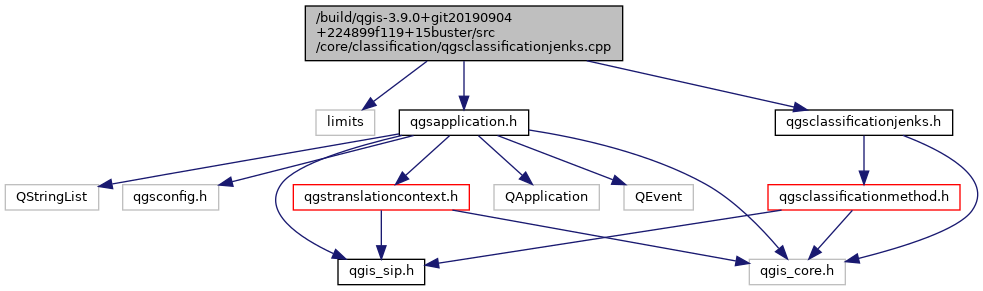 /build/qgis-3.9.0+git20190904
+224899f119+15buster/src
/core/classification/qgsclassificationjenks.cpp
limits
qgsapplication.h
qgsclassificationjenks.h
QStringList
qgsconfig.h
qgstranslationcontext.h
QApplication
QEvent
qgsclassificationmethod.h
qgis_sip.h
qgis_core.h